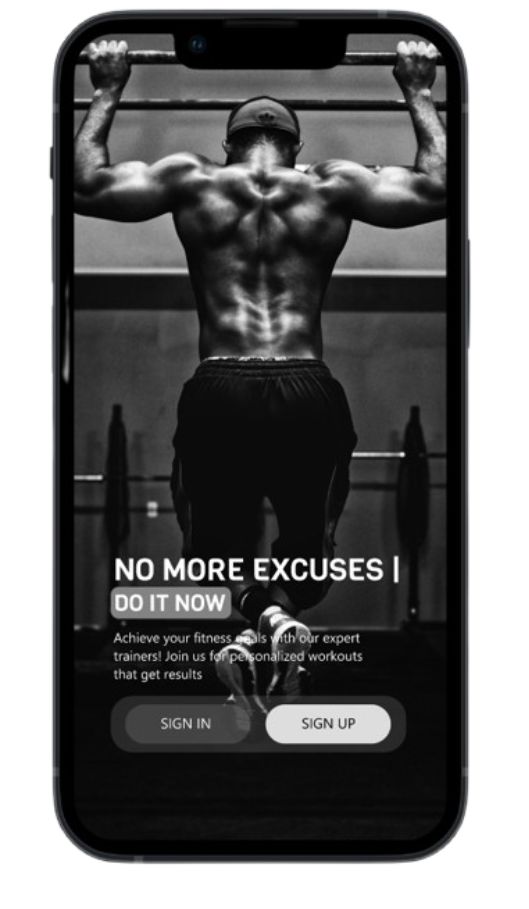 NO MORE EXCUSES |
DO IT NOW
Achieve your fitness goals with our expert
trainers! Join us for personalized workouts
that get results
SIGN IN
SIGN UP